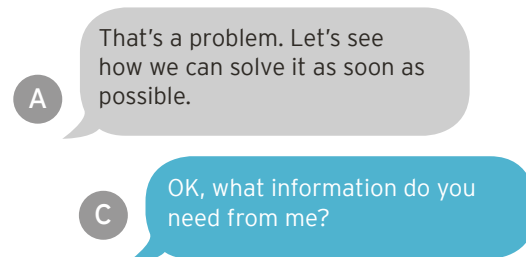 That’s a problem. Let’s see
how we can solve it as soon as
possible.
A
OK, what information do you
need from me?
C